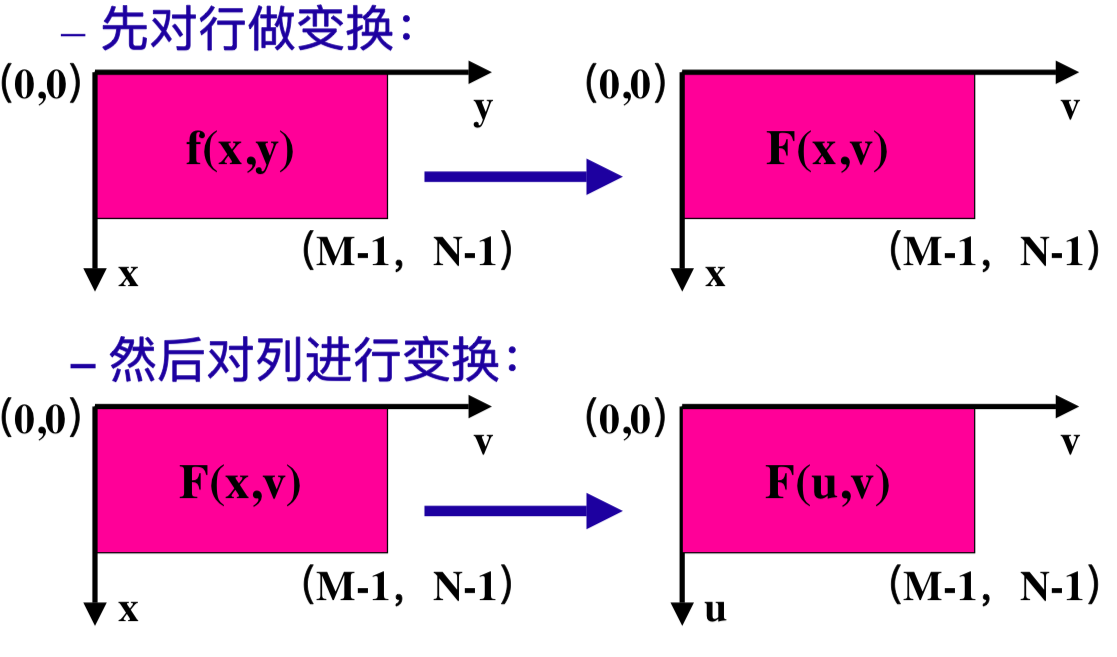 – 先对行做变换：
(0,0) y (0,0) v
f(x,y) F(x,v)
(M-1，N-1) (M-1，N-1)
x x
– 然后对列进行变换：
(0,0) v (0,0) v
F(x,v) F(u,v)
(M-1，N-1) (M-1，N-1)
x u